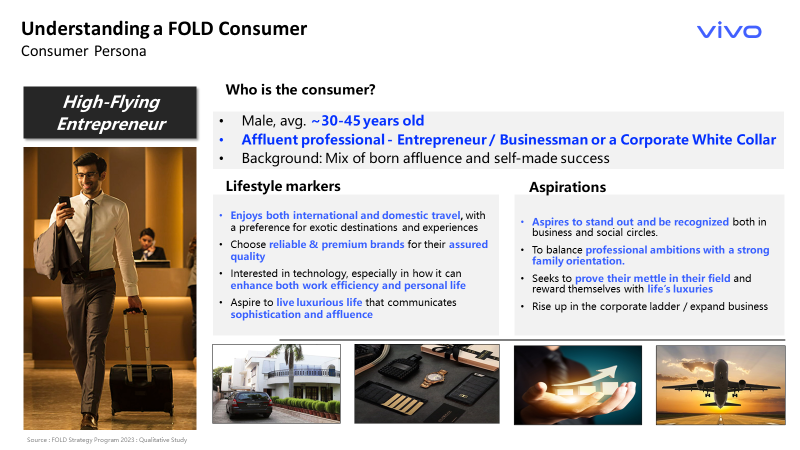 Understanding a FOLD Consumer
Consumer Persona
vivo
High-Flying
Entrepreneur
Who is the consumer?
• Male, avg. ~30-45 years old
• Affluent professional - Entrepreneur / Businessman or a Corporate White Collar
• Background: Mix of born affluence and self-made success
Lifestyle markers
• Enjoys both international and domestic travel, with
a preference for exotic destinations and experiences
• Choose reliable & premium brands for their assured
quality
• Interested in technology, especially in how it can
enhance both work efficiency and personal life
• Aspire to live luxurious life that communicates
sophistication and affluence
Aspirations
• Aspires to stand out and be recognized both in
business and social circles.
• To balance professional ambitions with a strong
family orientation.
• Seeks to prove their mettle in their field and
reward themselves with life's luxuries
• Rise up in the corporate ladder / expand business
Source : FOLD Strategy Program 2023 : Qualitative Study